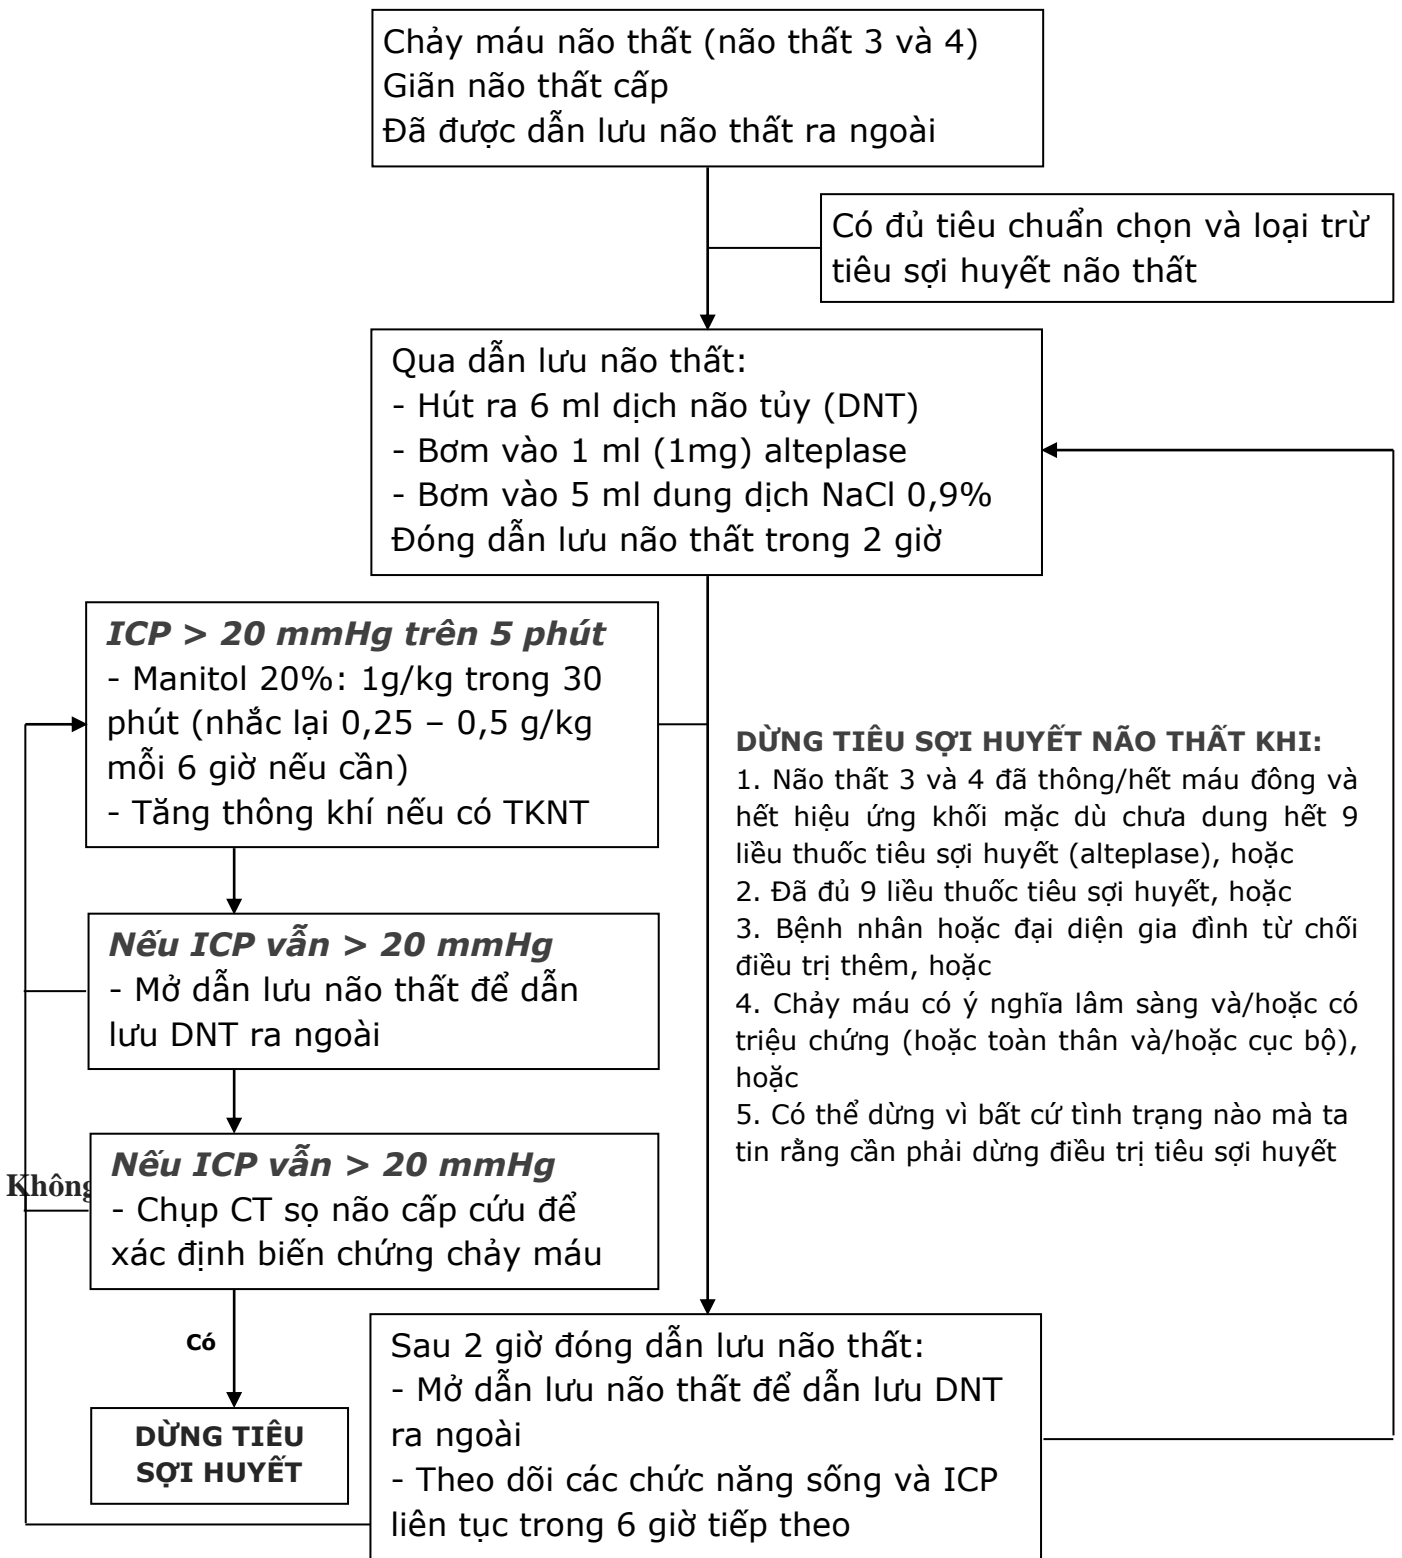 Chảy máu não thất (não thất 3 và 4)
Giãn não thất cấp
Đã được dẫn lưu não thất ra ngoài
Có đủ tiêu chuẩn chọn và loại trừ
tiêu sợi huyết não thất
Qua dẫn lưu não thất:
- Hút ra 6 ml dịch não tủy (DNT)
- Bơm vào 1 ml (1mg) alteplase
- Bơm vào 5 ml dung dịch NaCl 0,9%
Đóng dẫn lưu não thất trong 2 giờ
ICP > 20 mmHg trên 5 phút
- Manitol 20%: 1g/kg trong 30
phút (nhắc lại 0,25 – 0,5 g/kg
mỗi 6 giờ nếu cần)
- Tăng thông khí nếu có TKNT
Nếu ICP vẫn > 20 mmHg
- Mở dẫn lưu não thất để dẫn
lưu DNT ra ngoài
Nếu ICP vẫn > 20 mmHg
- Chụp CT sọ não cấp cứu để
xác định biến chứng chảy máu
Không
Có
DỪNG TIÊU
SỢI HUYẾT
DỪNG TIÊU SỢI HUYẾT NÃO THẤT KHI:
1. Não thất 3 và 4 đã thông/hết máu đông và
hết hiệu ứng khối mặc dù chưa dung hết 9
liều thuốc tiêu sợi huyết (alteplase), hoặc
2. Đã đủ 9 liều thuốc tiêu sợi huyết, hoặc
3. Bệnh nhân hoặc đại diện gia đình từ chối
điều trị thêm, hoặc
4. Chảy máu có ý nghĩa lâm sàng và/hoặc có
triệu chứng (hoặc toàn thân và/hoặc cục bộ),
hoặc
5. Có thể dừng vì bất cứ tình trạng nào mà ta
tin rằng cần phải dừng điều trị tiêu sợi huyết
Sau 2 giờ đóng dẫn lưu não thất:
- Mở dẫn lưu não thất để dẫn lưu DNT
ra ngoài
- Theo dõi các chức năng sống và ICP
liên tục trong 6 giờ tiếp theo